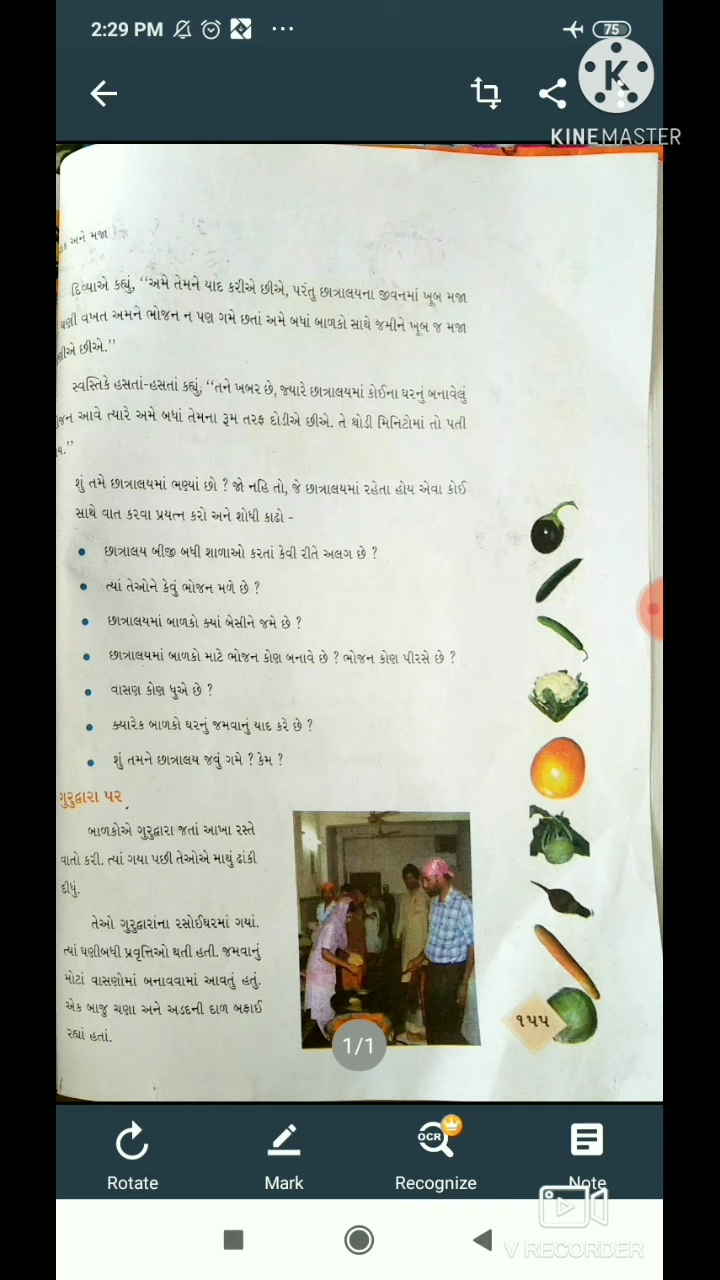 2:29 PM
75
KINEMASTER
અને મજા
દિવ્યાએ કહ્યું, “અમે તેમને યાદ કરીએ છીએ, પરંતુ છાત્રાલયના જીવનમાં ખૂબ મજા
ઘણી વખત અમને ભોજન ન પણ ગમે છતાં અમે બધાં બાળકો સાથે જમીને ખૂબ જ મજા
છીએ.”
સ્વસ્તિકે હસતાં-હસતાં કહ્યું, “તને ખબર છે, જ્યારે છાત્રાલયમાં કોઈના ઘરનું બનાવેલું
આવે ત્યારે અમે બધાં તેમના રૂમ તરફ દોડીએ છીએ. તે થોડી મિનિટોમાં તો પતી
શું તમે છાત્રાલયમાં ભણ્યાં છો ? જો નહિ તો, જે છાત્રાલયમાં રહેતા હોય એવા કોઈ
સાથે વાત કરવા પ્રયત્ન કરો અને શોધી કાઢો -
• છાત્રાલય બીજી બધી શાળાઓ કરતાં કેવી રીતે અલગ છે ?
• ત્યાં તેઓને કેવું ભોજન મળે છે ?
• છાત્રાલયમાં બાળકો ક્યાં બેસીને જમે છે ?
• છાત્રાલયમાં બાળકો માટે ભોજન કોણ બનાવે છે ? ભોજન કોણ પીરસે છે ?
• વાસણ કોણ ધુએ છે ?
• ક્યારેક બાળકો ઘરનું જમવાનું યાદ કરે છે ?
• શું તમને છાત્રાલય જવું ગમે ? કેમ ?
ગુરુદ્વારા પર
બાળકોએ ગુરુદ્વારા જતાં આખા રસ્તે
વાતો કરી. ત્યાં ગયા પછી તેઓએ માથું ઢાંકી
દીધું.
તેઓ ગુરુદ્વારાંના રસોઈઘરમાં ગયાં.
ત્યાં ઘણીબધી પ્રવૃત્તિઓ થતી હતી. જમવાનું
મોટાં વાસણોમાં બનાવવામાં આવતું હતું.
એક બાજુ ચણા અને અડદની દાળ બફાઈ
રહ્યાં હતાં.
૧૫૫
1/1
Rotate
Mark
OCR
Recognize
Note
V RECORDER